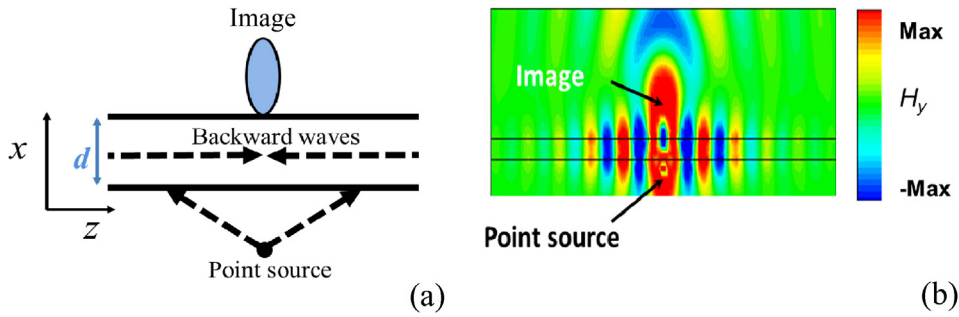 Image
Backward waves
x
d
z
Point source
(a)
Image
Point source
Max
Hy
-Max
(b)